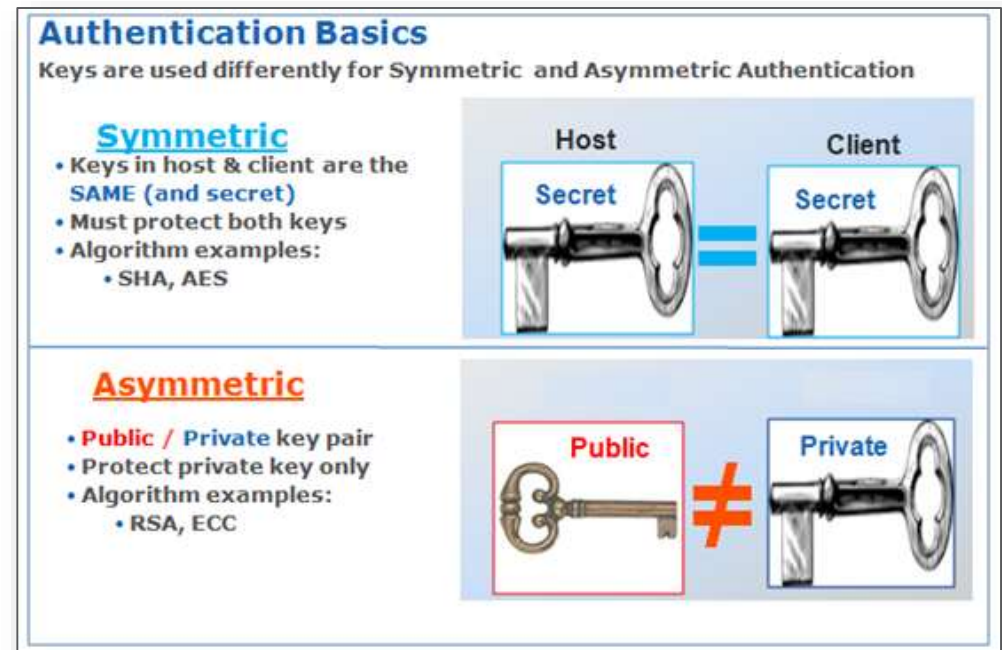 Authentication Basics
Keys are used differently for Symmetric and Asymmetric Authentication
Symmetric
• Keys in host & client are the
SAME (and secret)
• Must protect both keys
• Algorithm examples:
• SHA, AES
Host
Client
Secret
Secret
=
Asymmetric
• Public / Private key pair
• Protect private key only
• Algorithm examples:
• RSA, ECC
Public
≠
Private